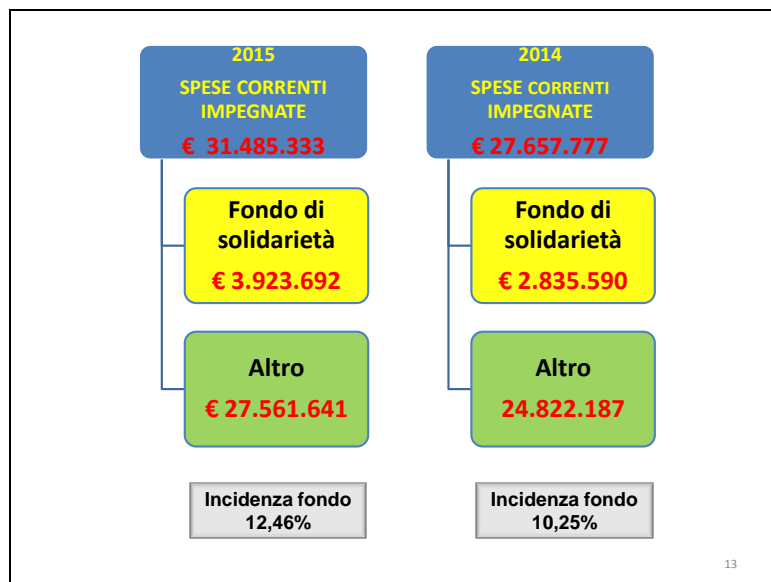 2015
SPESE CORRENTI
IMPEGNATE
€ 31.485.333
Fondo di
solidarietà
€ 3.923.692
Altro
€ 27.561.641
Incidenza fondo
12,46%
2014
SPESE CORRENTI
IMPEGNATE
€ 27.657.777
Fondo di
solidarietà
€ 2.835.590
Altro
24.822.187
Incidenza fondo
10,25%
13